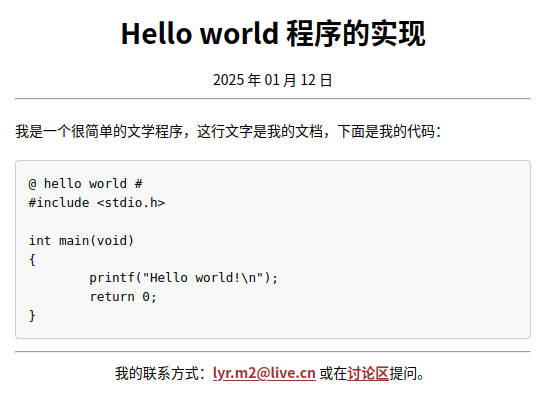 Hello world 程序的实现
2025 年 01 月 12 日
我是一个很简单的文学程序，这行文字是我的文档，下面是我的代码：
@ hello world #
#include <stdio.h>

int main(void)
{
        printf("Hello world!\n");
        return 0;
}
我的联系方式：lyr.m2@live.cn 或在讨论区提问。